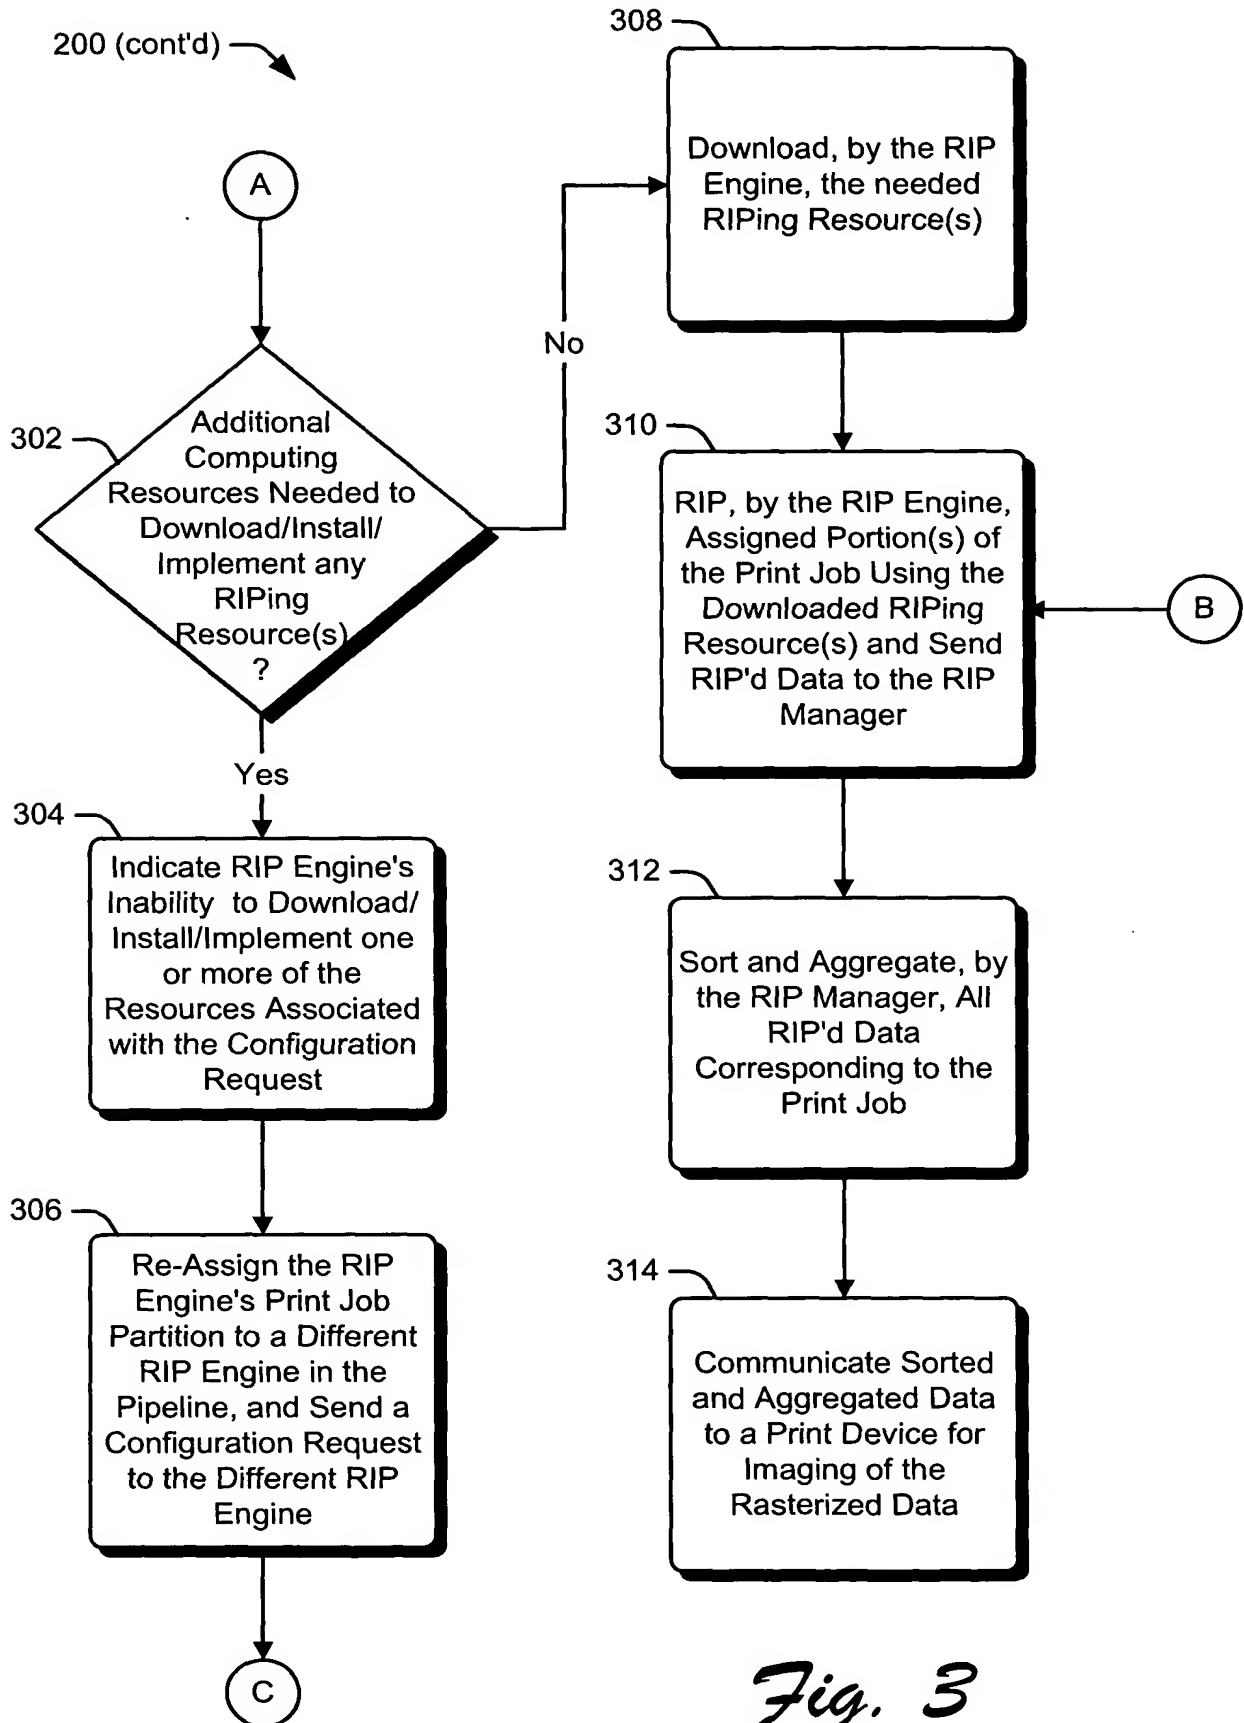 200 (cont'd)
A
302
Additional
Computing
Resources Needed to
Download/Install/
Implement any
RIPing
Resource(s)
?
No
Yes
304
Indicate RIP Engine's
Inability to Download/
Install/Implement one
or more of the
Resources Associated
with the Configuration
Request
306
Re-Assign the RIP
Engine's Print Job
Partition to a Different
RIP Engine in the
Pipeline, and Send a
Configuration Request
to the Different RIP
Engine
C
308
Download, by the RIP
Engine, the needed
RIPing Resource(s)
310
RIP, by the RIP Engine,
Assigned Portion(s) of
the Print Job Using the
Downloaded RIPing
Resource(s) and Send
RIP'd Data to the RIP
Manager
B
312
Sort and Aggregate, by
the RIP Manager, All
RIP'd Data
Corresponding to the
Print Job
314
Communicate Sorted
and Aggregated Data
to a Print Device for
Imaging of the
Rasterized Data
Fig. 3